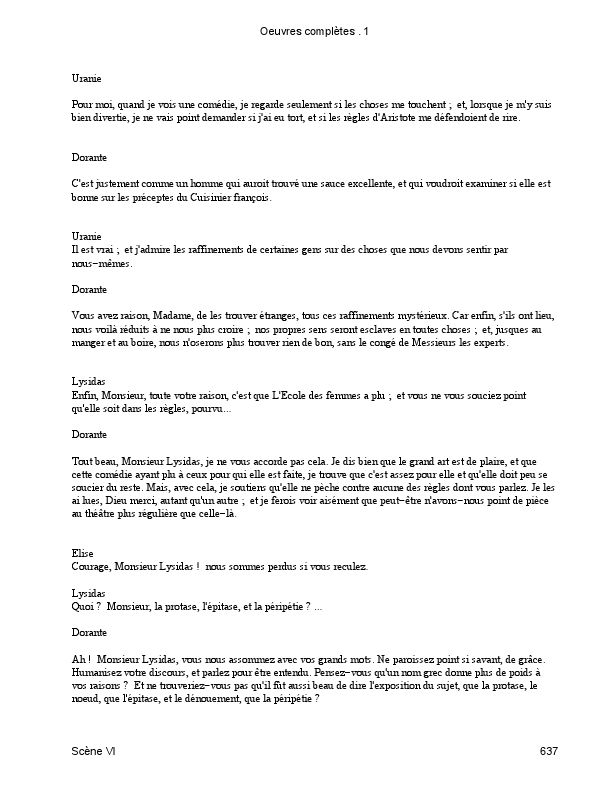 Oeuvres complètes . 1
Uranie
Pour moi, quand je vois une comédie, je regarde seulement si les choses me touchent ; et, lorsque je m'y suis
bien divertie, je ne vais point demander si j'ai eu tort, et si les règles d'Aristote me défendoient de rire.
Dorante
C'est justement comme un homme qui auroit trouvé une sauce excellente, et qui voudroit examiner si elle est
bonne sur les préceptes du Cuisinier françois.
Uranie
Il est vrai ; et j'admire les raffinements de certaines gens sur des choses que nous devons sentir par
nous−mêmes.
Dorante
Vous avez raison, Madame, de les trouver étranges, tous ces raffinements mystérieux. Car enfin, s'ils ont lieu,
nous voilà réduits à ne nous plus croire ; nos propres sens seront esclaves en toutes choses ; et, jusques au
manger et au boire, nous n'oserons plus trouver rien de bon, sans le congé de Messieurs les experts.
Lysidas
Enfin, Monsieur, toute votre raison, c'est que L'Ecole des femmes a plu ; et vous ne vous souciez point
qu'elle soit dans les règles, pourvu...
Dorante
Tout beau, Monsieur Lysidas, je ne vous accorde pas cela. Je dis bien que le grand art est de plaire, et que
cette comédie ayant plu à ceux pour qui elle est faite, je trouve que c'est assez pour elle et qu'elle doit peu se
soucier du reste. Mais, avec cela, je soutiens qu'elle ne pèche contre aucune des règles dont vous parlez. Je les
ai lues, Dieu merci, autant qu'un autre ; et je ferois voir aisément que peut−être n'avons−nous point de pièce
au théâtre plus régulière que celle−là.
Elise
Courage, Monsieur Lysidas ! nous sommes perdus si vous reculez.
Lysidas
Quoi ? Monsieur, la protase, l'épitase, et la péripétie ? ...
Dorante
Ah ! Monsieur Lysidas, vous nous assommez avec vos grands mots. Ne paroissez point si savant, de grâce.
Humanisez votre discours, et parlez pour être entendu. Pensez−vous qu'un nom grec donne plus de poids à
vos raisons ? Et ne trouveriez−vous pas qu'il fût aussi beau de dire l'exposition du sujet, que la protase, le
noeud, que l'épitase, et le dénouement, que la péripétie ?
Scène VI
637